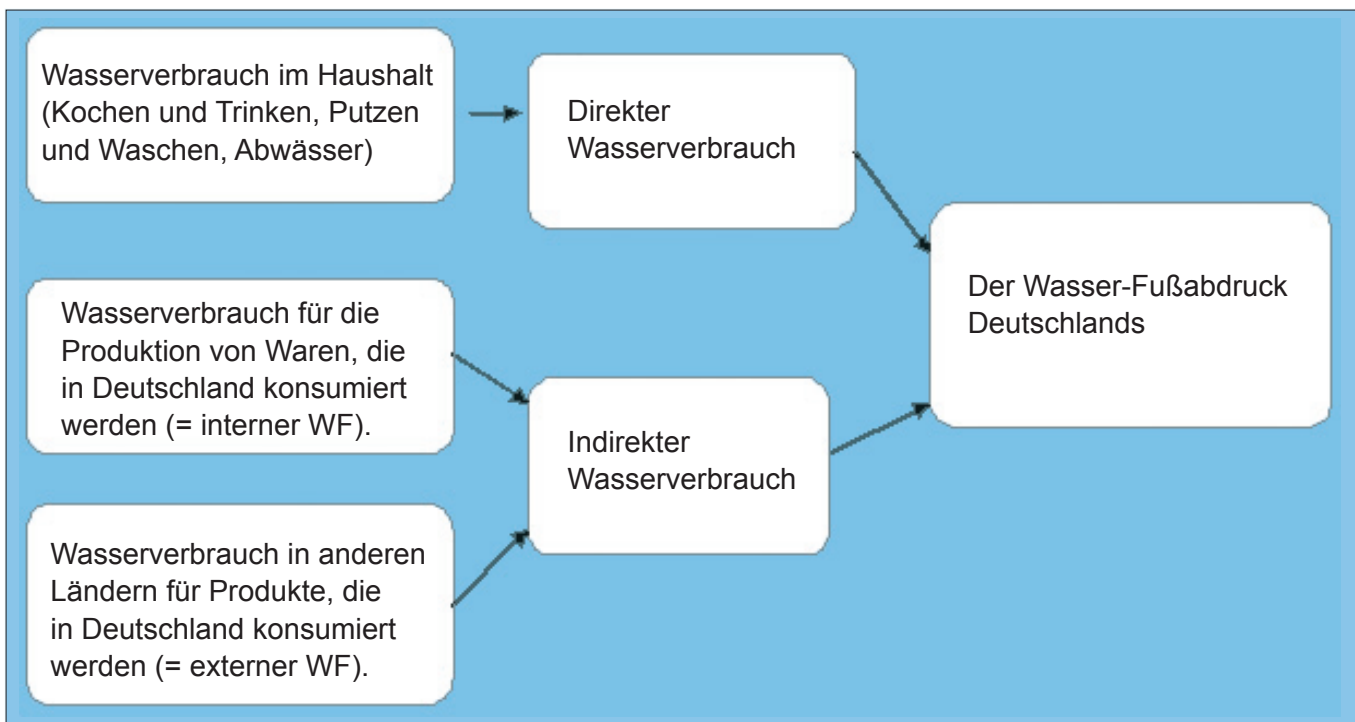 Wasserverbrauch im Haushalt
(Kochen und Trinken, Putzen
und Waschen, Abwässer)
Direkter
Wasserverbrauch
Wasserverbrauch für die
Produktion von Waren, die
in Deutschland konsumiert
werden (= interner WF).
Indirekter
Wasserverbrauch
Wasserverbrauch in anderen
Ländern für Produkte, die
in Deutschland konsumiert
werden (= externer WF).
Der Wasser-Fußabdruck
Deutschlands